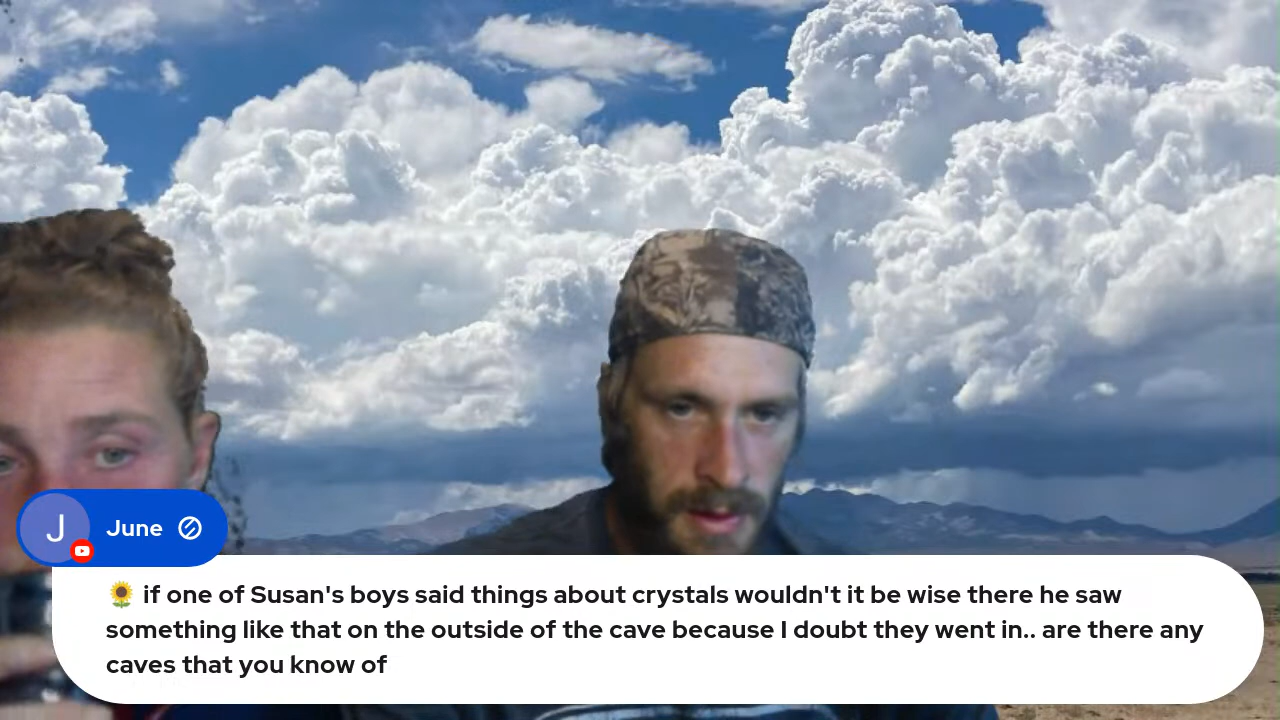 J
June
🌻 if one of Susan's boys said things about crystals wouldn't it be wise there he saw
something like that on the outside of the cave because I doubt they went in.. are there any
caves that you know of